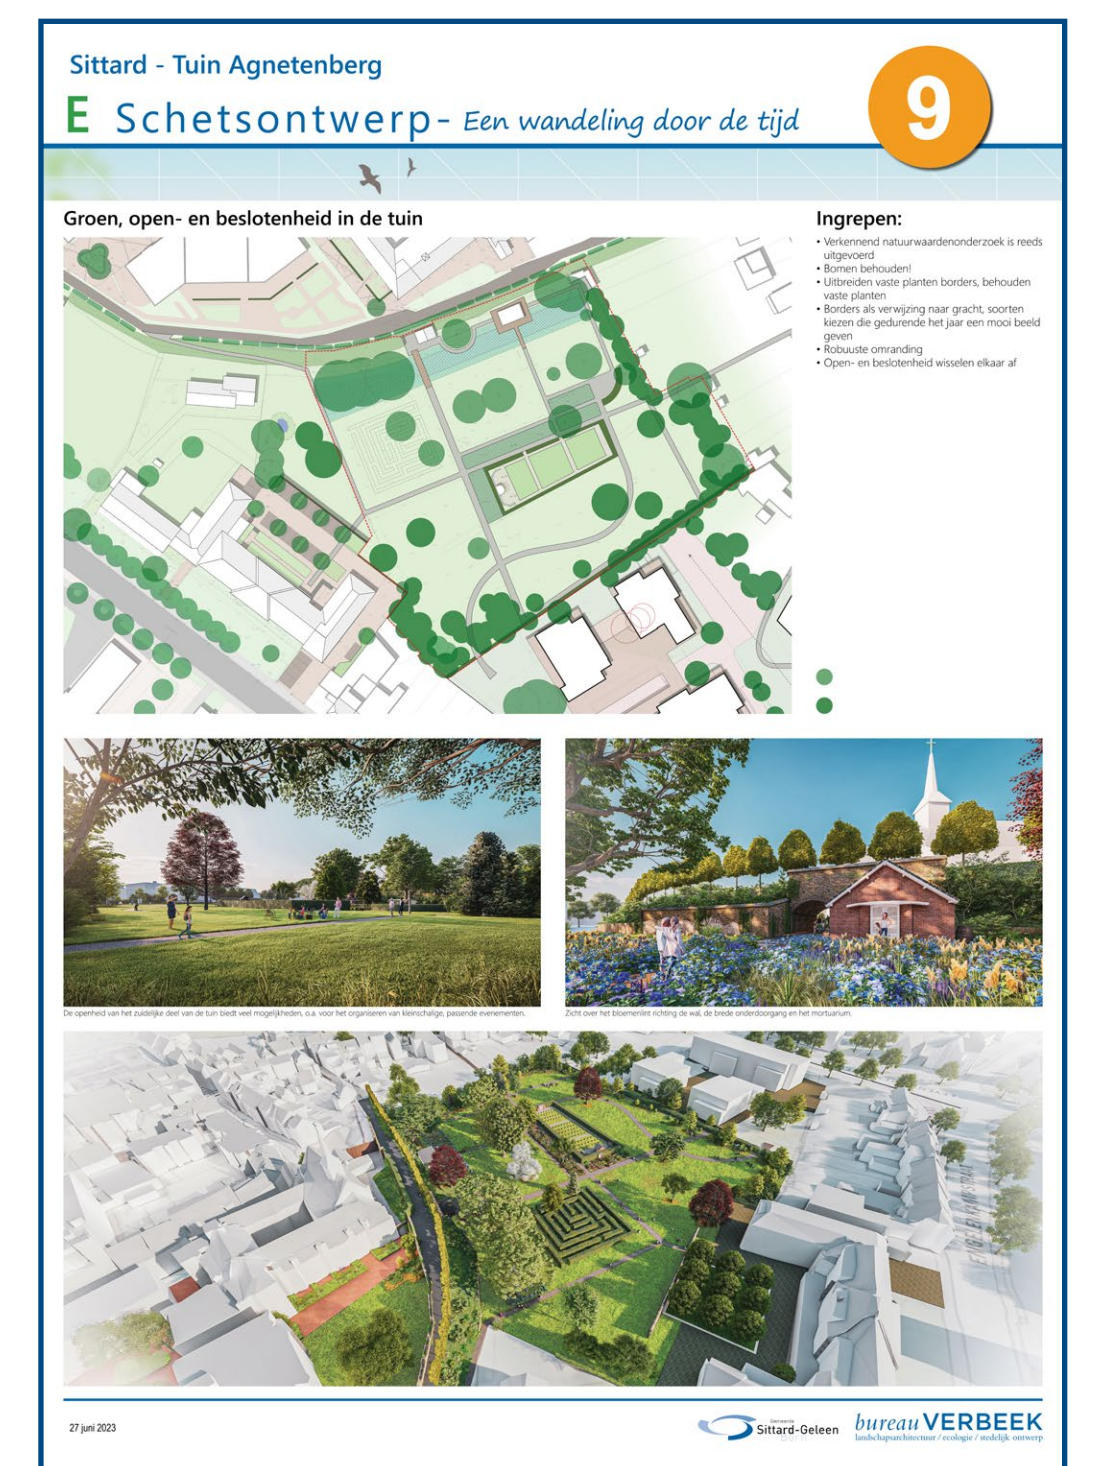 Sittard - Tuin Agnetenberg
E Schetsontwerp - Een wandeling door de tijd
9
Groen, open- en beslotenheid in de tuin
Ingrepen:
• Verkennend natuurwaardenonderzoek is reeds
uitgevoerd
• Bomen behouden!
• Uitbreiden vaste planten borders, behouden
vaste planten
• Borders als verwijzing naar gracht, soorten
kiezen die gedurende het jaar een mooi beeld
geven
• Robuuste omranding
• Open- en beslotenheid wisselen elkaar af
De openheid van het zuidelijke deel van de tuin biedt veel mogelijkheden, o.a. voor het organiseren van kleinschalige, passende evenementen.
Zicht over het bloemenlint richting de wal, de brede onderdoorgang en het mortuarium.
27 juni 2023
Gemeente
Sittard-Geleen
bureau VERBEEK
landschapsarchitectuur / ecologie / stedelijk ontwerp